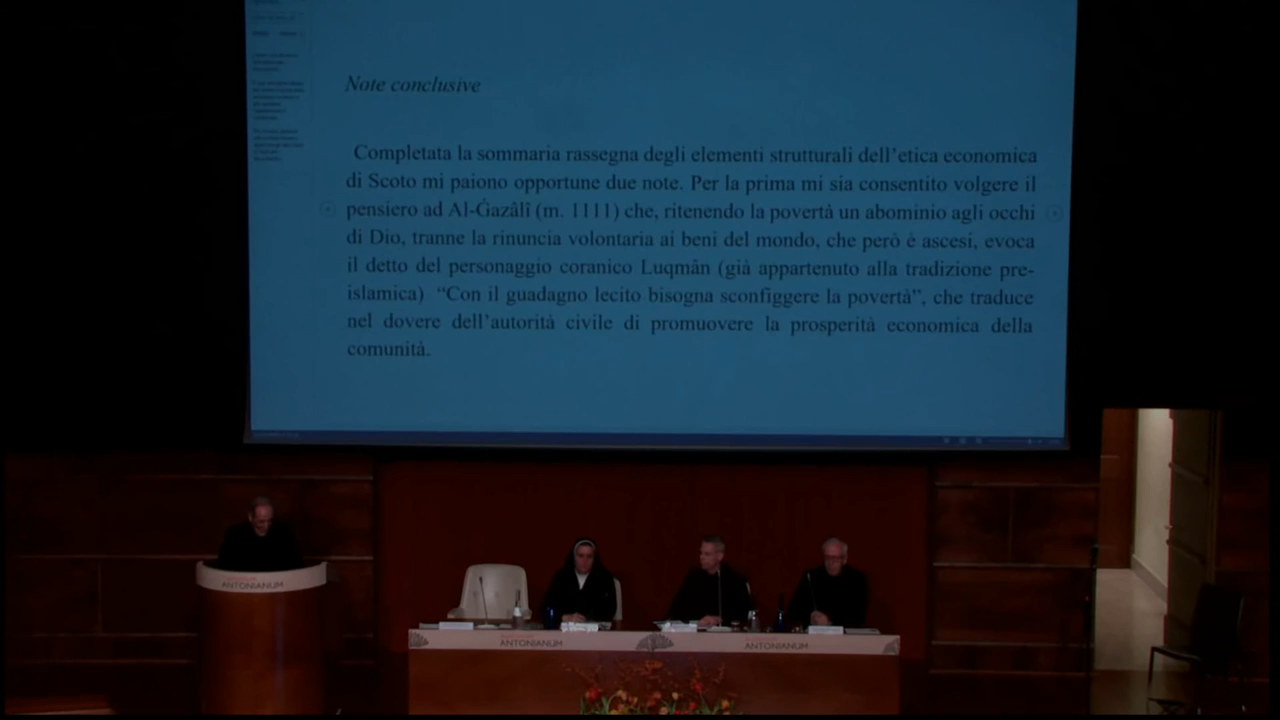 Note conclusive
Completata la sommaria rassegna degli elementi strutturali dell'etica economica
di Scoto mi paiono opportune due note. Per la prima mi sia consentito volgere il
pensiero ad Al-Ġazâlî (m. 1111) che, ritenendo la povertà un abominio agli occhi
di Dio, tranne la rinuncia volontaria ai beni del mondo, che però è ascesi, evoca
il detto del personaggio coranico Luqmân (già appartenuto alla tradizione pre-
islamica) “Con il guadagno lecito bisogna sconfiggere la povertà”, che traduce
nel dovere dell'autorità civile di promuovere la prosperità economica della
comunità.
ANTONIANUM
ANTONIANUM
ANTONIANUM